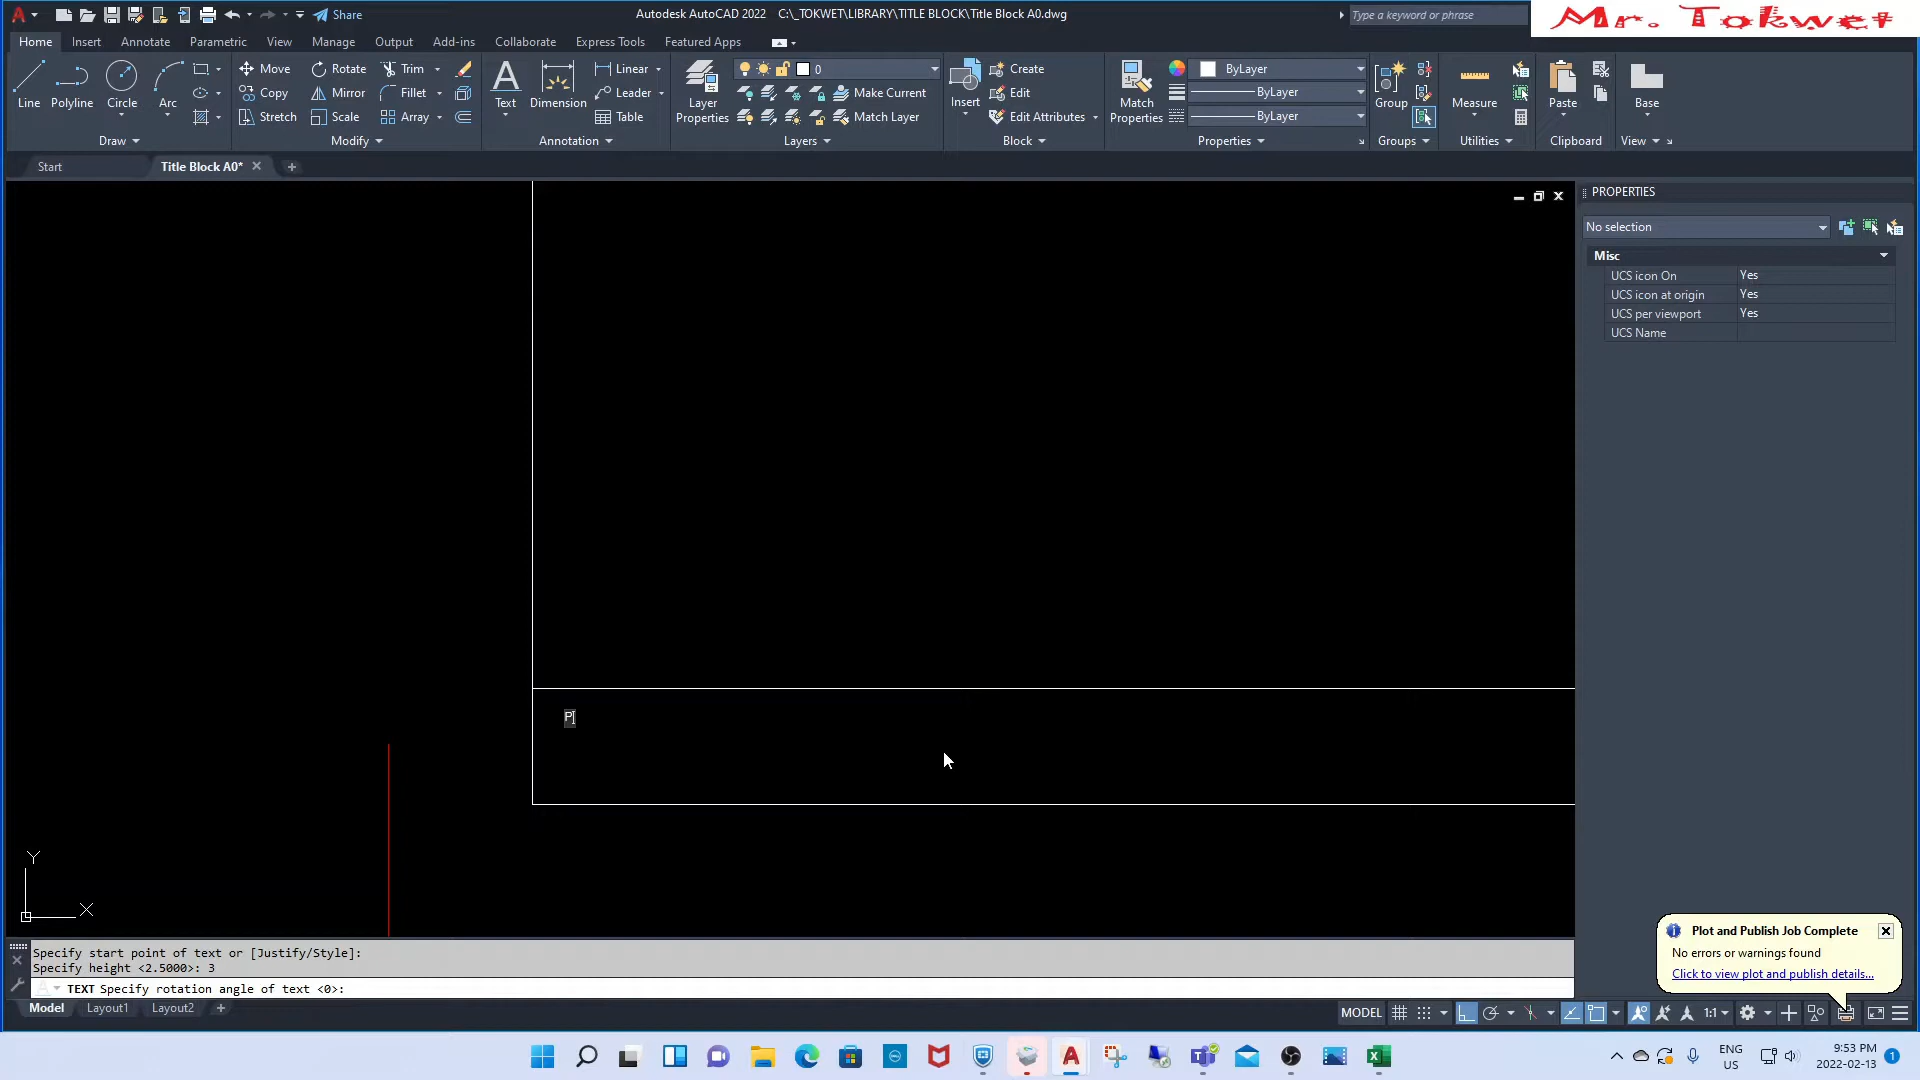 Share
Autodesk AutoCAD 2022 C:\_TOKWET\LIBRARY\TITLE BLOCK\Title Block A0.dwg
Type a keyword or phrase
Mr. Tokwet
Home Insert Annotate Parametric View Manage Output Add-ins Collaborate Express Tools Featured Apps
Line Polyline Circle Arc
Move Rotate Trim
Copy Mirror Fillet
Stretch Scale Array
Text Dimension
Linear
Leader
Table
Layer Properties
0
Make Current
Match Layer
Insert
Create
Edit
Edit Attributes
Match Properties
ByLayer
ByLayer
ByLayer
Group
Measure
Paste
Base
Draw Modify Annotation Layers Block Properties Groups Utilities Clipboard View
Start Title Block A0*
PROPERTIES
No selection
Misc
UCS icon On Yes
UCS icon at origin Yes
UCS per viewport Yes
UCS Name
P
Y
X
Specify start point of text or [Justify/Style]:
Specify height <2.5000>: 3
TEXT Specify rotation angle of text <0>:
Plot and Publish Job Complete
No errors or warnings found
Click to view plot and publish details...
Model Layout1 Layout2
MODEL 1:1
ENG
US
9:53 PM
2022-02-13
1